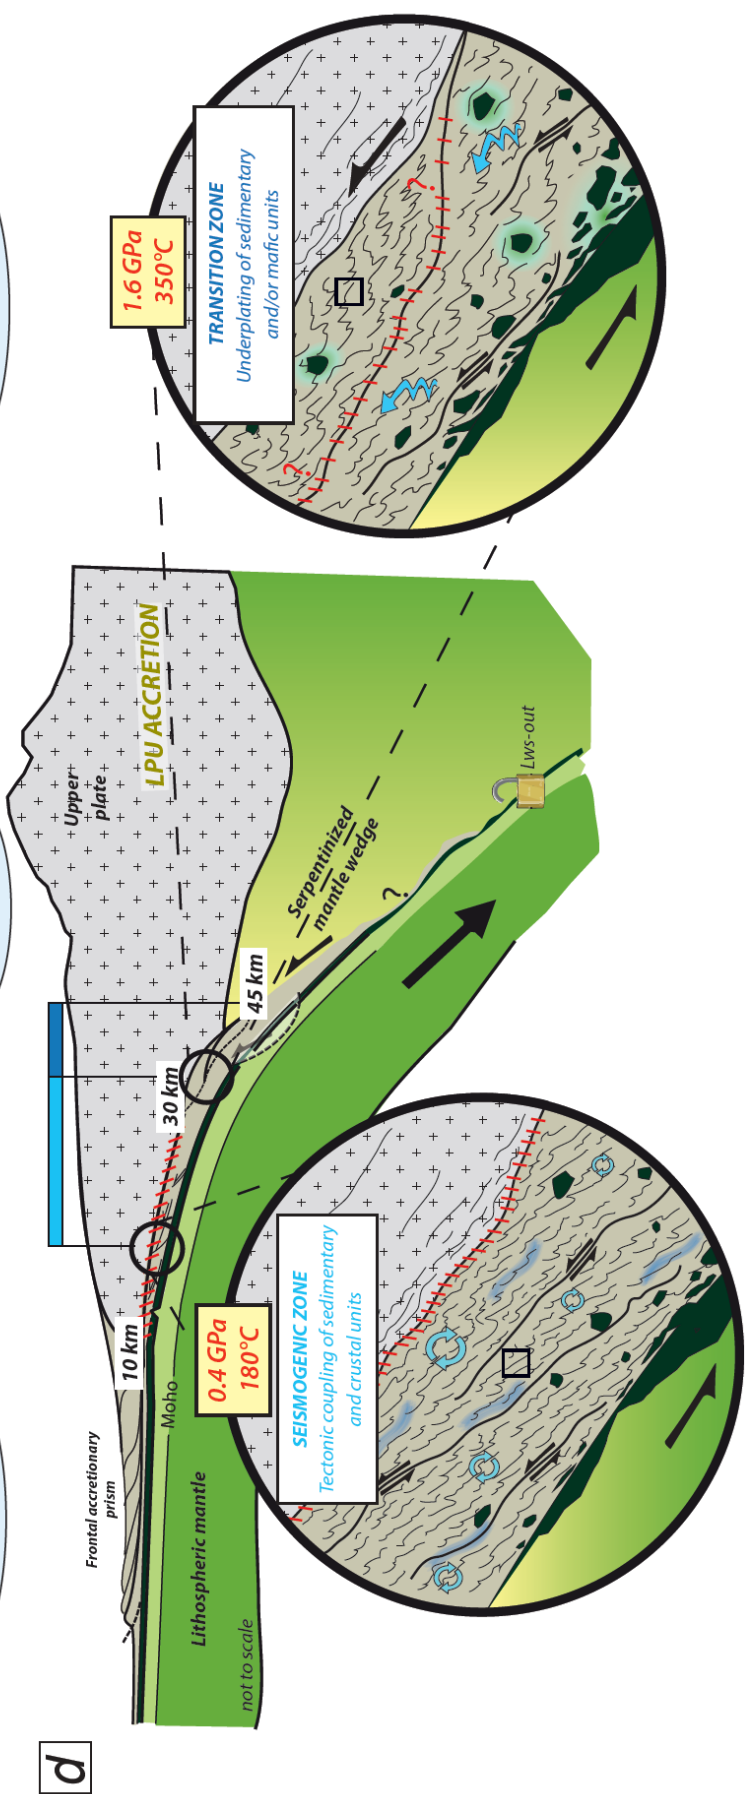 d
Frontal accretionary
prism
10 km
30 km
45 km
Upper
plate
LPU ACCRETION
Moho
Lithospheric mantle
not to scale
Serpentinized
mantle wedge
?
Lws-out
0.4 GPa
180°C
SEISMOGENIC ZONE
Tectonic coupling of sedimentary
and crustal units
1.6 GPa
350°C
TRANSITION ZONE
Underplating of sedimentary
and/or mafic units
?
?